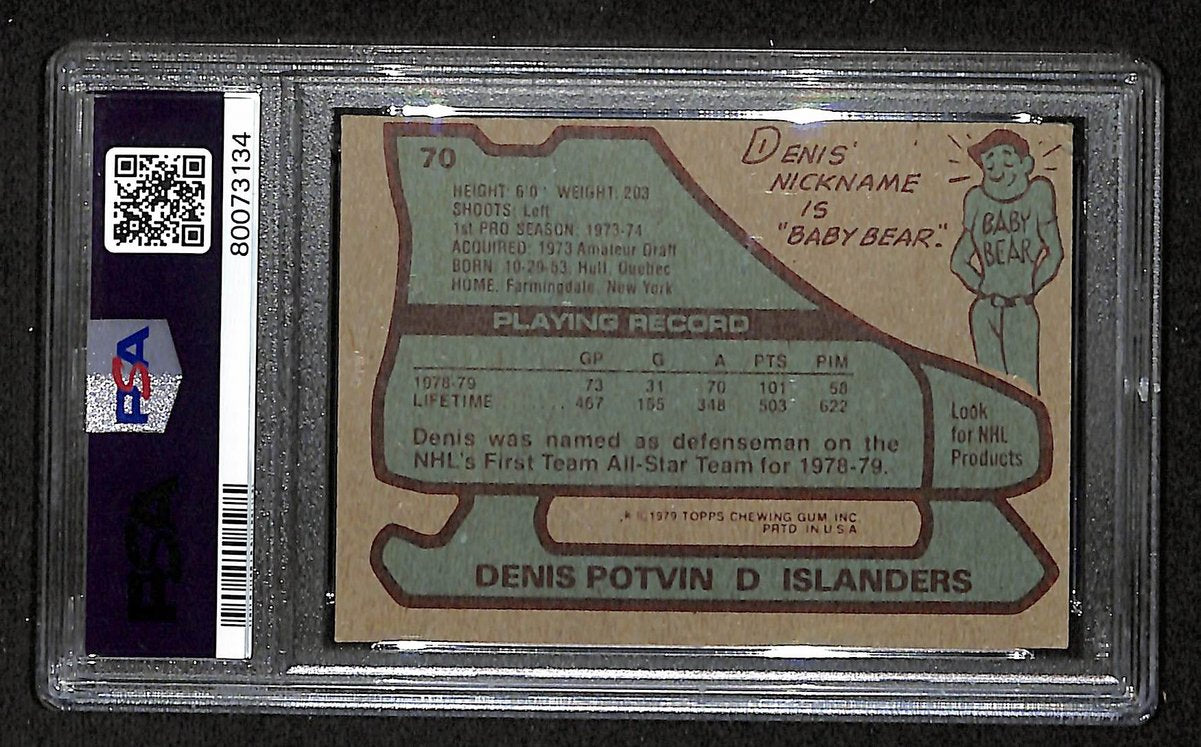 80073134
PSA
PSA
70
HEIGHT: 6'0" WEIGHT: 203
SHOOTS: Left
1st PRO SEASON: 1973-74
ACQUIRED: 1973 Amateur Draft
BORN: 10-29-53, Hull, Quebec
HOME: Farmingdale, New York
DENIS'
NICKNAME
IS
"BABY BEAR."
BABY
BEAR
PLAYING RECORD
GP G A PTS PIM
1978-79 73 31 70 101 58
LIFETIME 467 155 348 503 622
Denis was named as defenseman on the
NHL's First Team All-Star Team for 1978-79.
Look
for NHL
Products
* © 1979 TOPPS CHEWING GUM, INC.
PRTD. IN U.S.A.
DENIS POTVIN D ISLANDERS